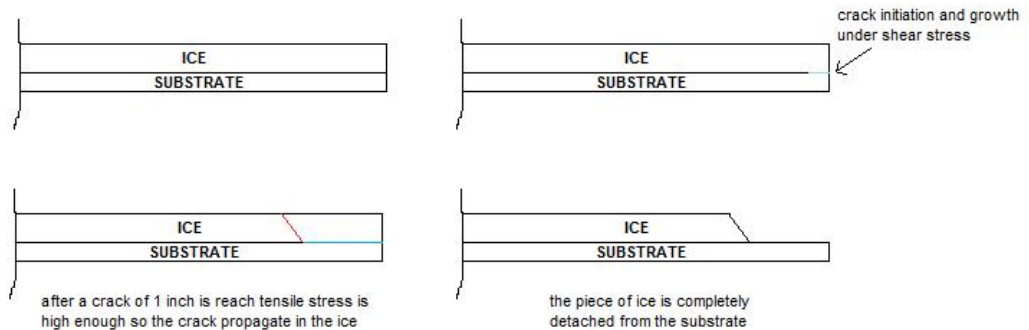 crack initiation and growth
under shear stress
ICE
SUBSTRATE
ICE
SUBSTRATE
ICE
SUBSTRATE
ICE
SUBSTRATE
after a crack of 1 inch is reach tensile stress is
high enough so the crack propagate in the ice
the piece of ice is completely
detached from the substrate